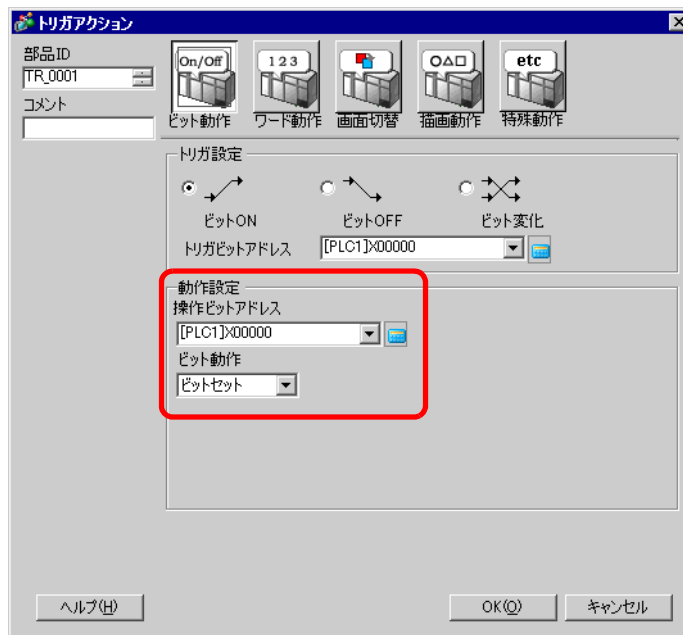 トリガアクション
部品ID
TR_0001
コメント
On/Off
1 2 3
etc
ビット動作
ワード動作
画面切替
描画動作
特殊動作
トリガ設定
ビットON
ビットOFF
ビット変化
トリガビットアドレス
[PLC1]X00000
動作設定
操作ビットアドレス
[PLC1]X00000
ビット動作
ビットセット
ヘルプ(H)
OK(O)
キャンセル